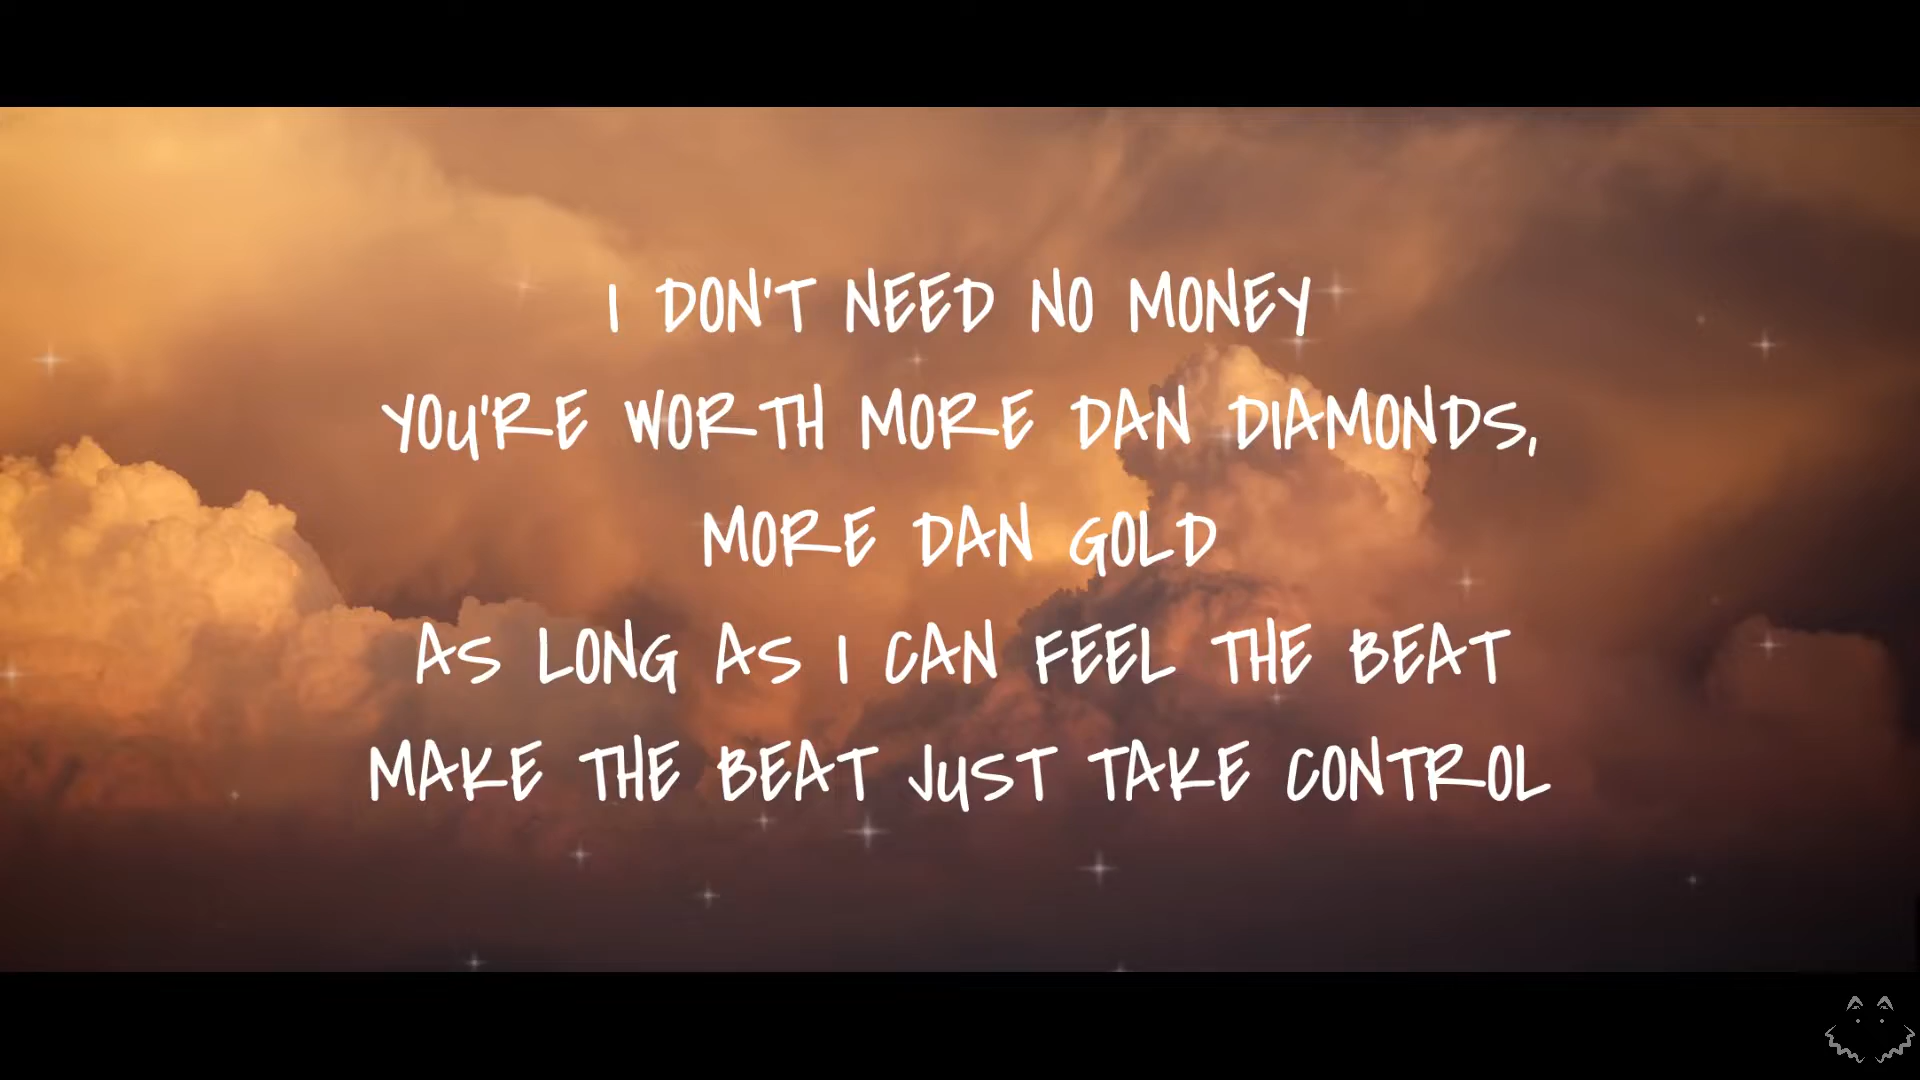 I DON'T NEED NO MONEY
YOU'RE WORTH MORE DAN DIAMONDS,
MORE DAN GOLD
AS LONG AS I CAN FEEL THE BEAT
MAKE THE BEAT JUST TAKE CONTROL